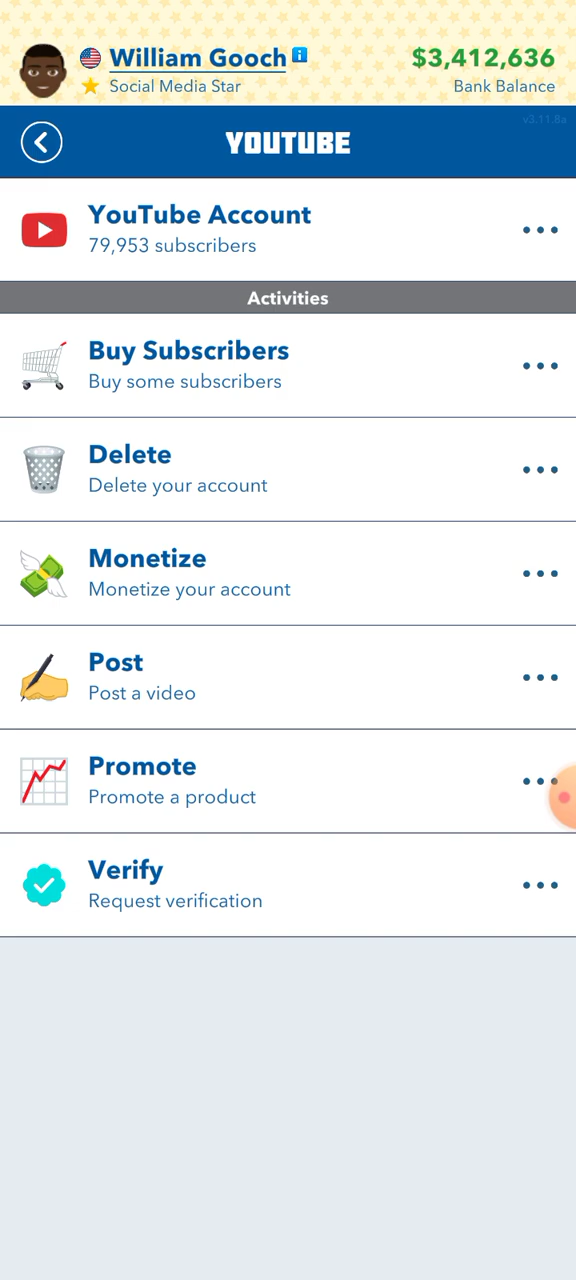 William Gooch
$3,412,636
Social Media Star
Bank Balance
v3.11.8a
YOUTUBE
YouTube Account
79,953 subscribers
Activities
Buy Subscribers
Buy some subscribers
Delete
Delete your account
Monetize
Monetize your account
Post
Post a video
Promote
Promote a product
Verify
Request verification